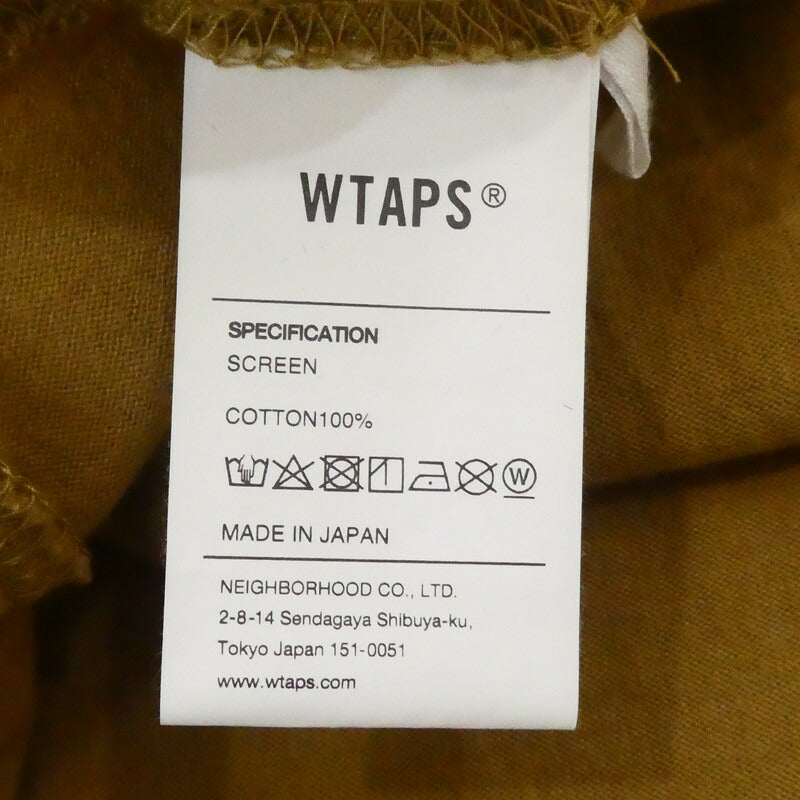 WTAPS®
SPECIFICATION
SCREEN
COTTON100%
W
MADE IN JAPAN
NEIGHBORHOOD CO., LTD.
2-8-14 Sendagaya Shibuya-ku,
Tokyo Japan 151-0051
www.wtaps.com